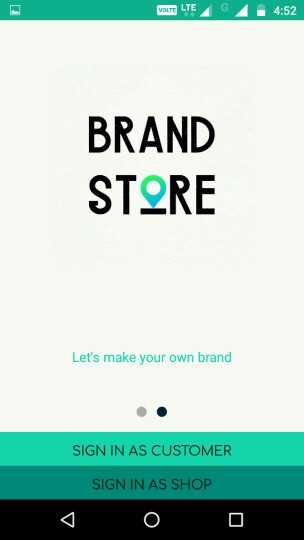 VOLTE LTE G 4:52
BRAND
STORE
Let's make your own brand
SIGN IN AS CUSTOMER
SIGN IN AS SHOP